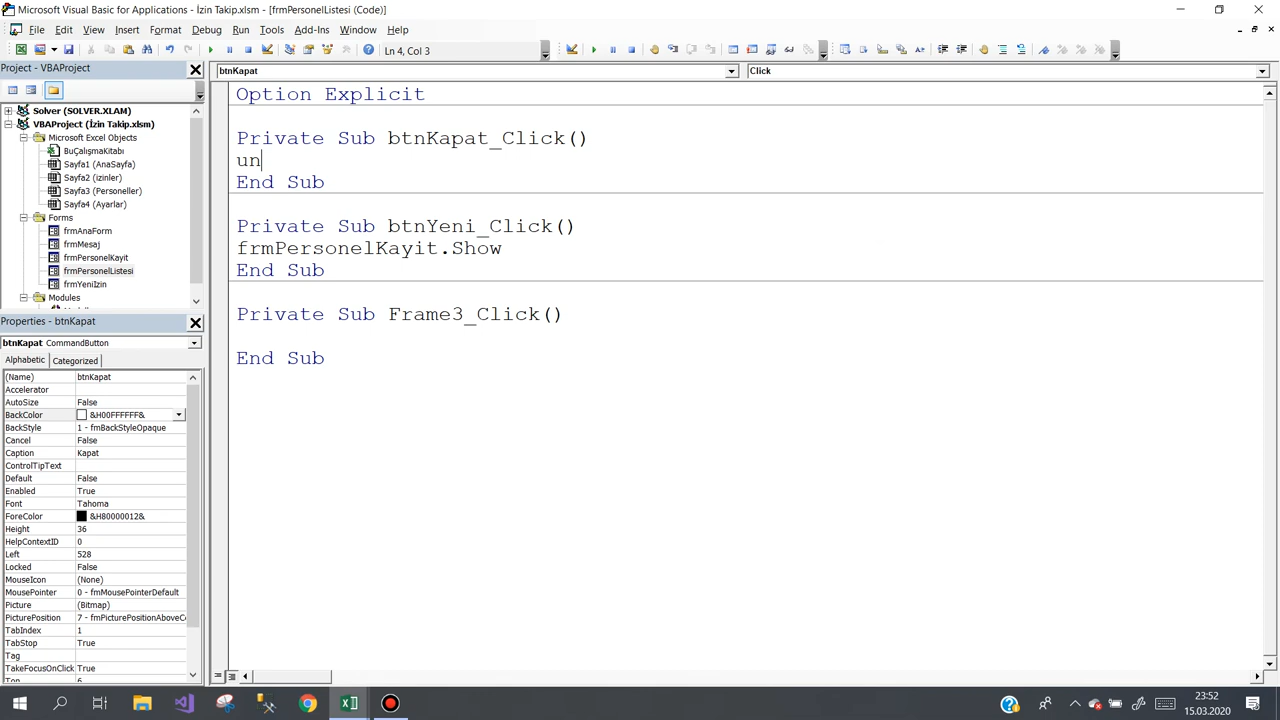 Microsoft Visual Basic for Applications - İzin Takip.xlsm - [frmPersonelListesi (Code)]
File Edit View Insert Format Debug Run Tools Add-Ins Window Help
Ln 4, Col 3
Project - VBAProject
Solver (SOLVER.XLAM)
VBAProject (İzin Takip.xlsm)
Microsoft Excel Objects
BuÇalışmaKitabı
Sayfa1 (AnaSayfa)
Sayfa2 (izinler)
Sayfa3 (Personeller)
Sayfa4 (Ayarlar)
Forms
frmAnaForm
frmMesaj
frmPersonelKayit
frmPersonelListesi
frmYeniIzin
Modules
Properties - btnKapat
btnKapat CommandButton
Alphabetic Categorized
(Name) btnKapat
Accelerator
AutoSize False
BackColor &H00FFFFFF&
BackStyle 1 - fmBackStyleOpaque
Cancel False
Caption Kapat
ControlTipText
Default False
Enabled True
Font Tahoma
ForeColor &H80000012&
Height 36
HelpContextID 0
Left 528
Locked False
MouseIcon (None)
MousePointer 0 - fmMousePointerDefault
Picture (Bitmap)
PicturePosition 7 - fmPicturePositionAboveCe
TabIndex 1
TabStop True
Tag
TakeFocusOnClick True
Top 6
btnKapat Click
Option Explicit
Private Sub btnKapat_Click()
un
End Sub
Private Sub btnYeni_Click()
frmPersonelKayit.Show
End Sub
Private Sub Frame3_Click()
End Sub
23:52
15.03.2020